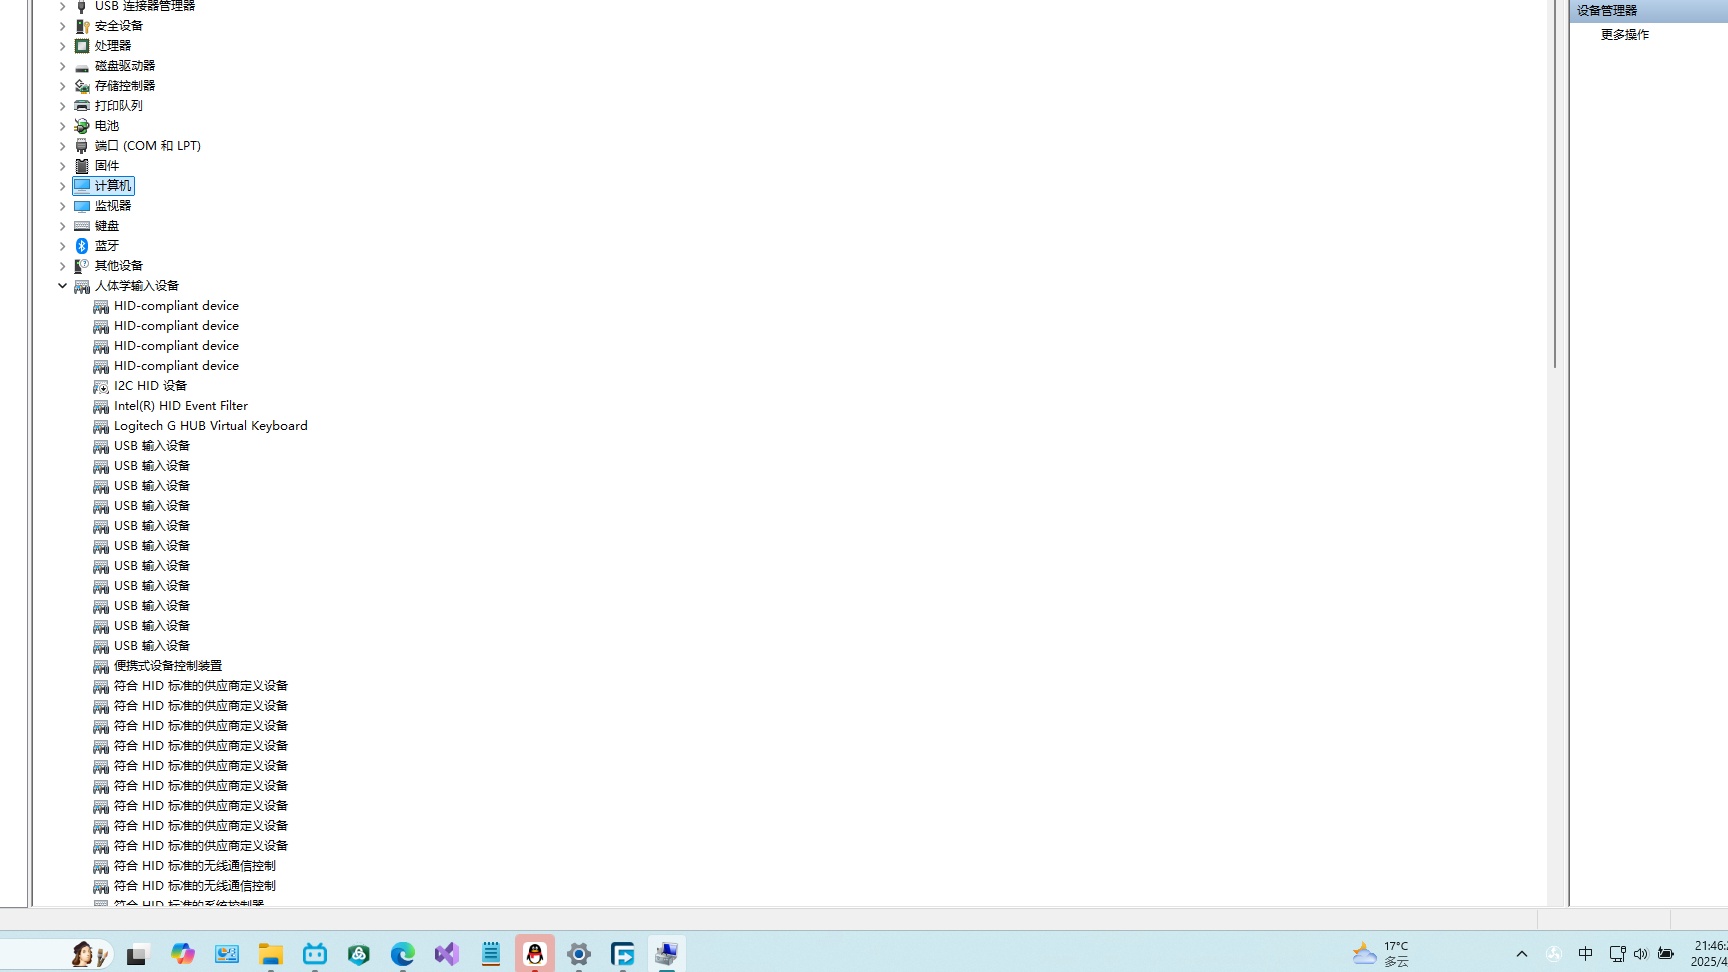 USB 连接器管理器
安全设备
处理器
磁盘驱动器
存储控制器
打印队列
电池
端口 (COM 和 LPT)
固件
计算机
监视器
键盘
蓝牙
其他设备
人体学输入设备
HID-compliant device
HID-compliant device
HID-compliant device
HID-compliant device
I2C HID 设备
Intel(R) HID Event Filter
Logitech G HUB Virtual Keyboard
USB 输入设备
USB 输入设备
USB 输入设备
USB 输入设备
USB 输入设备
USB 输入设备
USB 输入设备
USB 输入设备
USB 输入设备
USB 输入设备
USB 输入设备
便携式设备控制装置
符合 HID 标准的供应商定义设备
符合 HID 标准的供应商定义设备
符合 HID 标准的供应商定义设备
符合 HID 标准的供应商定义设备
符合 HID 标准的供应商定义设备
符合 HID 标准的供应商定义设备
符合 HID 标准的供应商定义设备
符合 HID 标准的供应商定义设备
符合 HID 标准的供应商定义设备
符合 HID 标准的无线通信控制
符合 HID 标准的无线通信控制
符合 HID 标准的系统控制器
设备管理器
更多操作
17°C
多云
中
21:46:2
2025/4